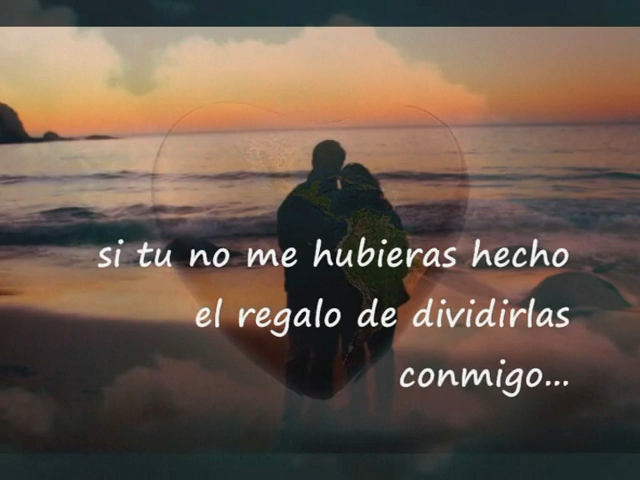 si tu no me hubieras hecho
el regalo de dividirlas
conmigo...